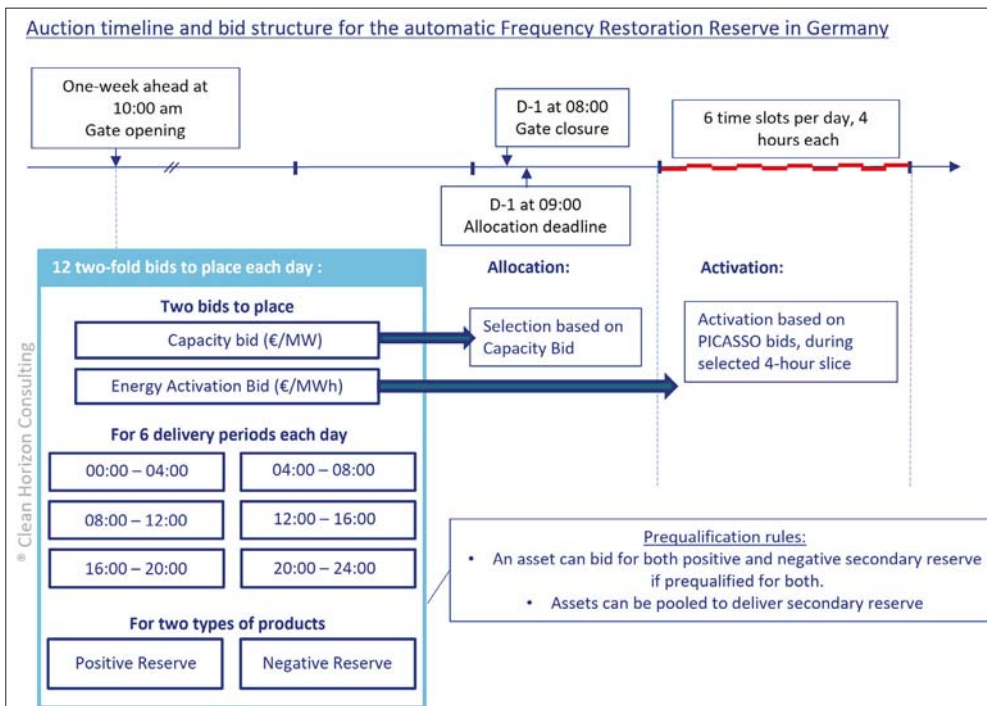 Auction timeline and bid structure for the automatic Frequency Restoration Reserve in Germany
One-week ahead at
10:00 am
Gate opening
D-1 at 08:00
Gate closure
6 time slots per day, 4
hours each
D-1 at 09:00
Allocation deadline
12 two-fold bids to place each day :
Two bids to place
Capacity bid (€/MW)
Energy Activation Bid (€/MWh)
For 6 delivery periods each day
00:00 – 04:00
04:00 – 08:00
08:00 – 12:00
12:00 – 16:00
16:00 – 20:00
20:00 – 24:00
For two types of products
Positive Reserve
Negative Reserve
Allocation:
Selection based on
Capacity Bid
Activation:
Activation based on
PICASSO bids, during
selected 4-hour slice
Prequalification rules:
• An asset can bid for both positive and negative secondary reserve
if prequalified for both.
• Assets can be pooled to deliver secondary reserve
® Clean Horizon Consulting